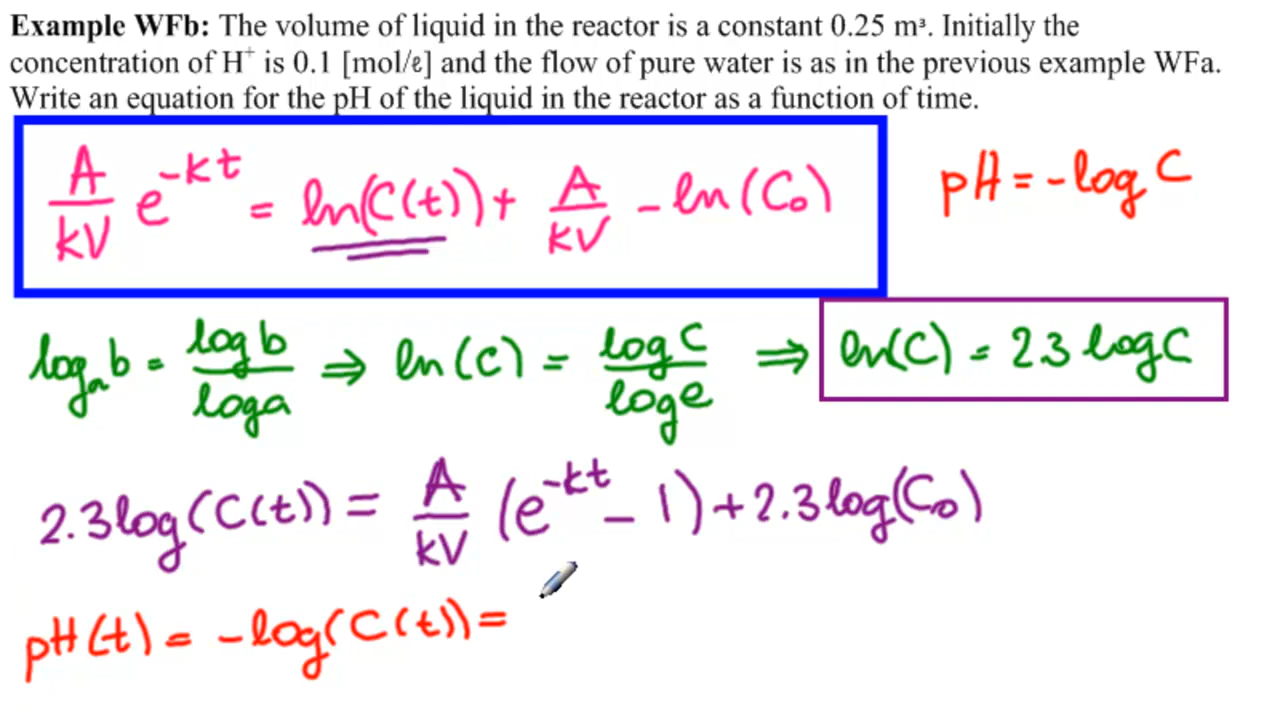 Example WFb: The volume of liquid in the reactor is a constant 0.25 m³. Initially the
concentration of H⁺ is 0.1 [mol/ℓ] and the flow of pure water is as in the previous example WFa.
Write an equation for the pH of the liquid in the reactor as a function of time.
A/kV e^(-kt) = ln(C(t)) + A/kV - ln(C₀)
pH = -log C
logₐb = log b/log a ⇒ ln(C) = log C/log e ⇒ ln(C) = 2.3 log C
2.3 log(C(t)) = A/kV (e^(-kt) - 1) + 2.3 log(C₀)
pH(t) = -log(C(t)) =